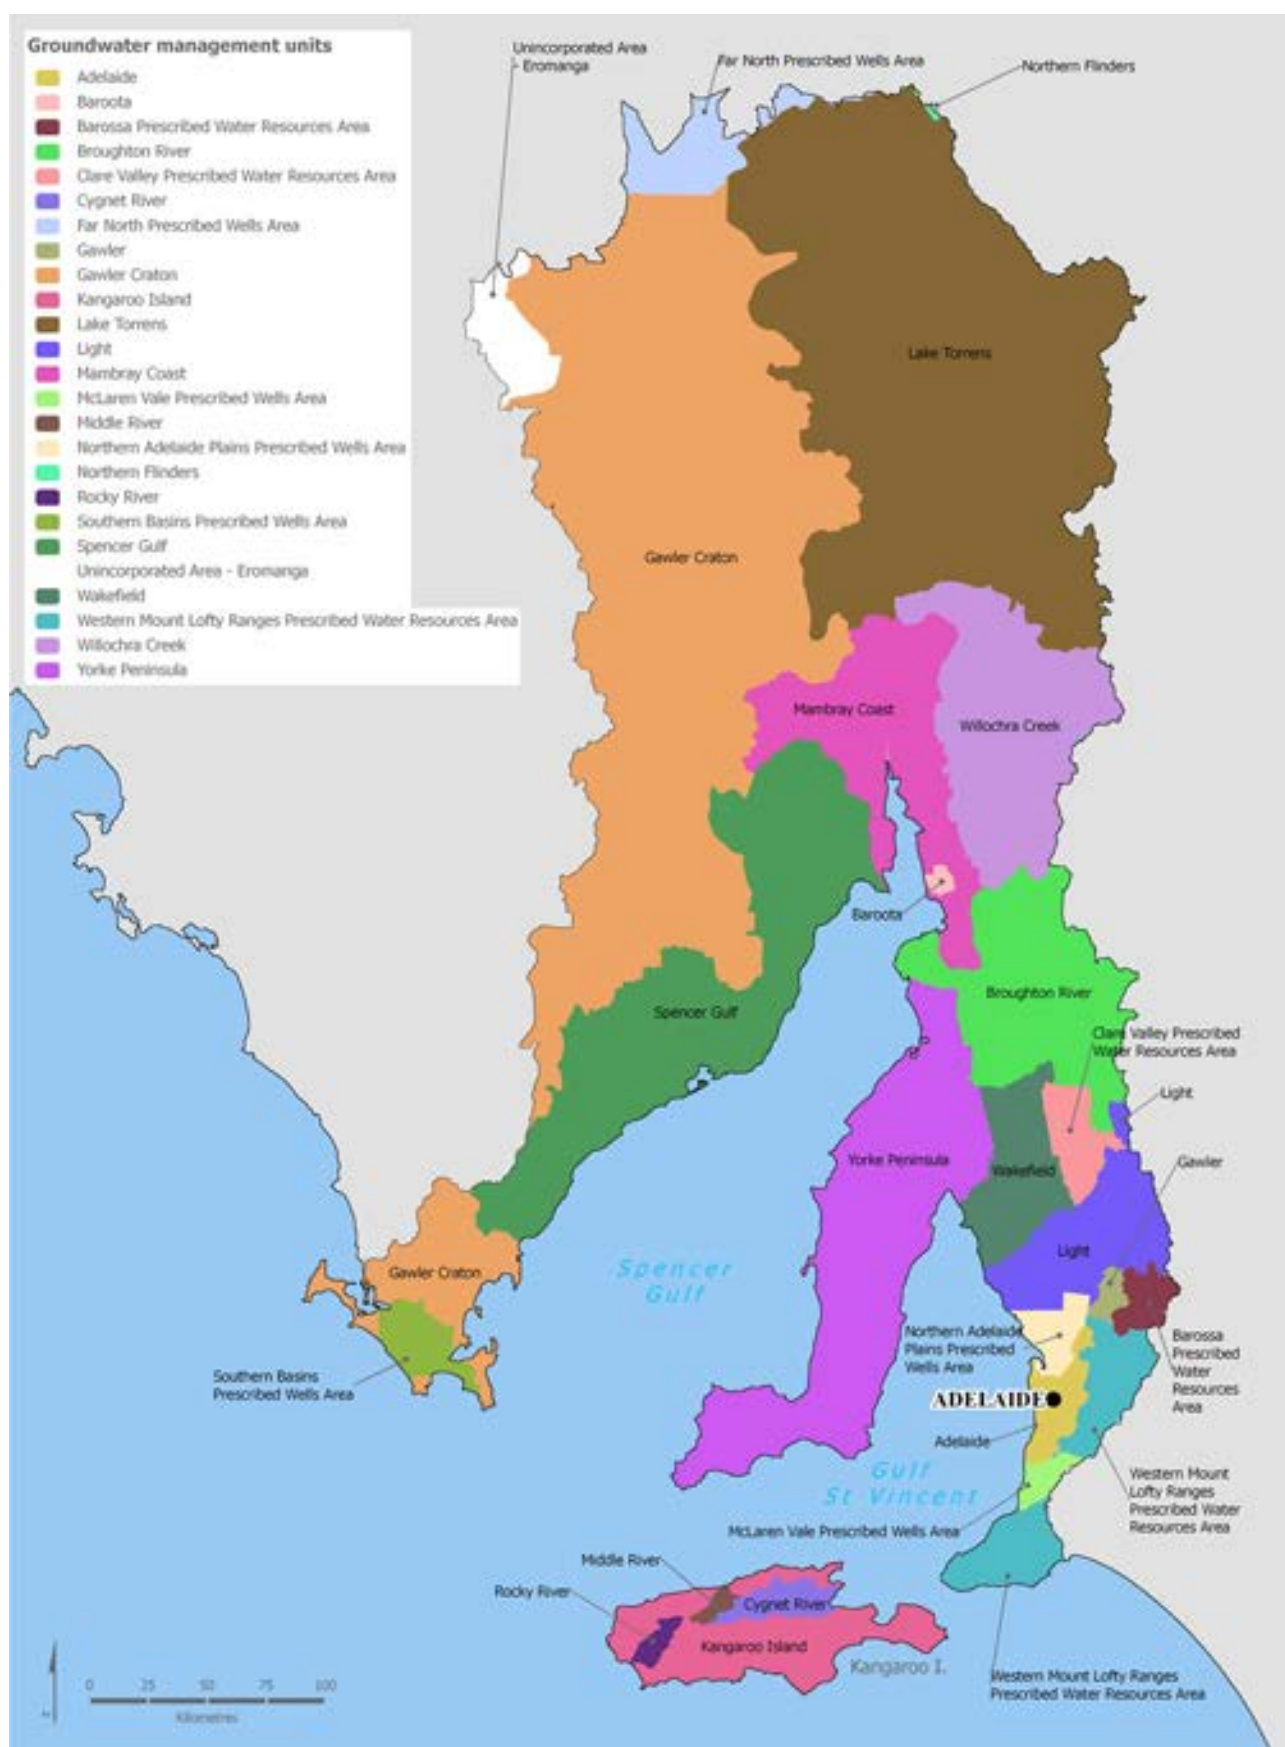 Groundwater management units
Adelaide
Baroota
Barossa Prescribed Water Resources Area
Broughton River
Clare Valley Prescribed Water Resources Area
Cygnet River
Far North Prescribed Wells Area
Gawler
Gawler Craton
Kangaroo Island
Lake Torrens
Light
Mambray Coast
McLaren Vale Prescribed Wells Area
Middle River
Northern Adelaide Plains Prescribed Wells Area
Northern Flinders
Rocky River
Southern Basins Prescribed Wells Area
Spencer Gulf
Unincorporated Area - Eromanga
Wakefield
Western Mount Lofty Ranges Prescribed Water Resources Area
Willochra Creek
Yorke Peninsula
Unincorporated Area
- Eromanga
Far North Prescribed Wells Area
Northern Flinders
Lake Torrens
Gawler Craton
Mambray Coast
Willochra Creek
Baroota
Broughton River
Spencer Gulf
Clare Valley Prescribed
Water Resources Area
Light
Yorke Peninsula
Wakefield
Gawler
Light
Gawler Craton
Spencer
Gulf
Southern Basins
Prescribed Wells Area
Northern Adelaide
Plains Prescribed
Wells Area
Barossa
Prescribed
Water
Resources
Area
ADELAIDE
Adelaide
Gulf
St Vincent
Western Mount
Lofty Ranges
Prescribed Water
Resources Area
McLaren Vale Prescribed Wells Area
Middle River
Rocky River
Cygnet River
Kangaroo Island
Kangaroo I.
Western Mount Lofty Ranges
Prescribed Water Resources Area
0 25 50 75 100
Kilometres